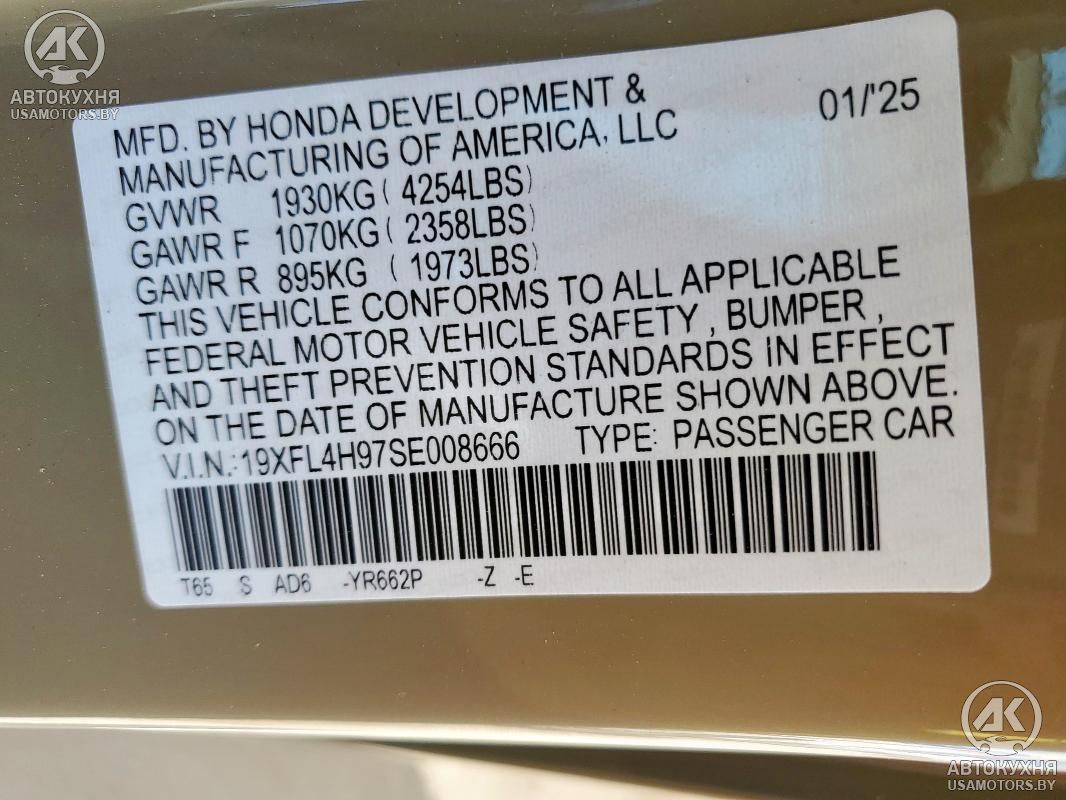 AK
АВТОКУХНЯ
USAMOTORS.BY
MFD. BY HONDA DEVELOPMENT & 01/'25
MANUFACTURING OF AMERICA, LLC
GVWR 1930KG ( 4254LBS)
GAWR F 1070KG ( 2358LBS)
GAWR R 895KG ( 1973LBS)
THIS VEHICLE CONFORMS TO ALL APPLICABLE
FEDERAL MOTOR VEHICLE SAFETY , BUMPER ,
AND THEFT PREVENTION STANDARDS IN EFFECT
ON THE DATE OF MANUFACTURE SHOWN ABOVE.
V.I.N.:19XFL4H97SE008666 TYPE: PASSENGER CAR
T65 S AD6 -YR662P -Z -E
AK
АВТОКУХНЯ
USAMOTORS.BY